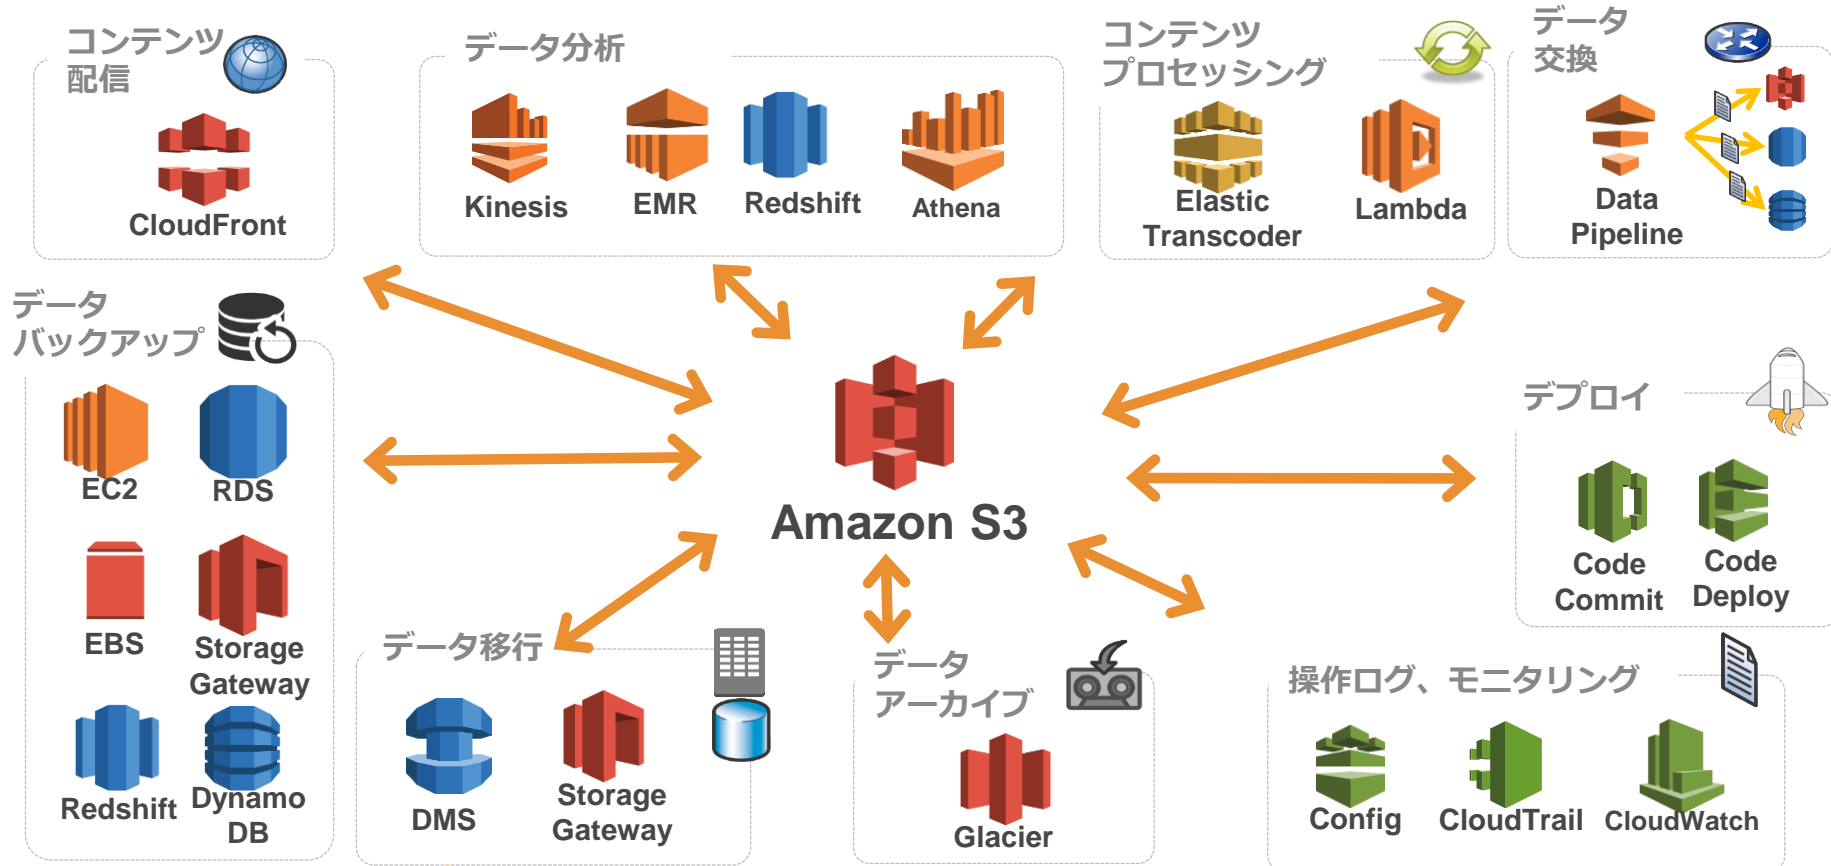 コンテンツ
配信
CloudFront
データ分析
Kinesis
EMR
Redshift
Athena
コンテンツ
プロセッシング
Elastic
Transcoder
Lambda
データ
交換
Data
Pipeline
データ
バックアップ
EC2
RDS
EBS
Storage
Gateway
Redshift
Dynamo
DB
Amazon S3
デプロイ
Code
Commit
Code
Deploy
データ移行
DMS
Storage
Gateway
データ
アーカイブ
Glacier
操作ログ、モニタリング
Config
CloudTrail
CloudWatch